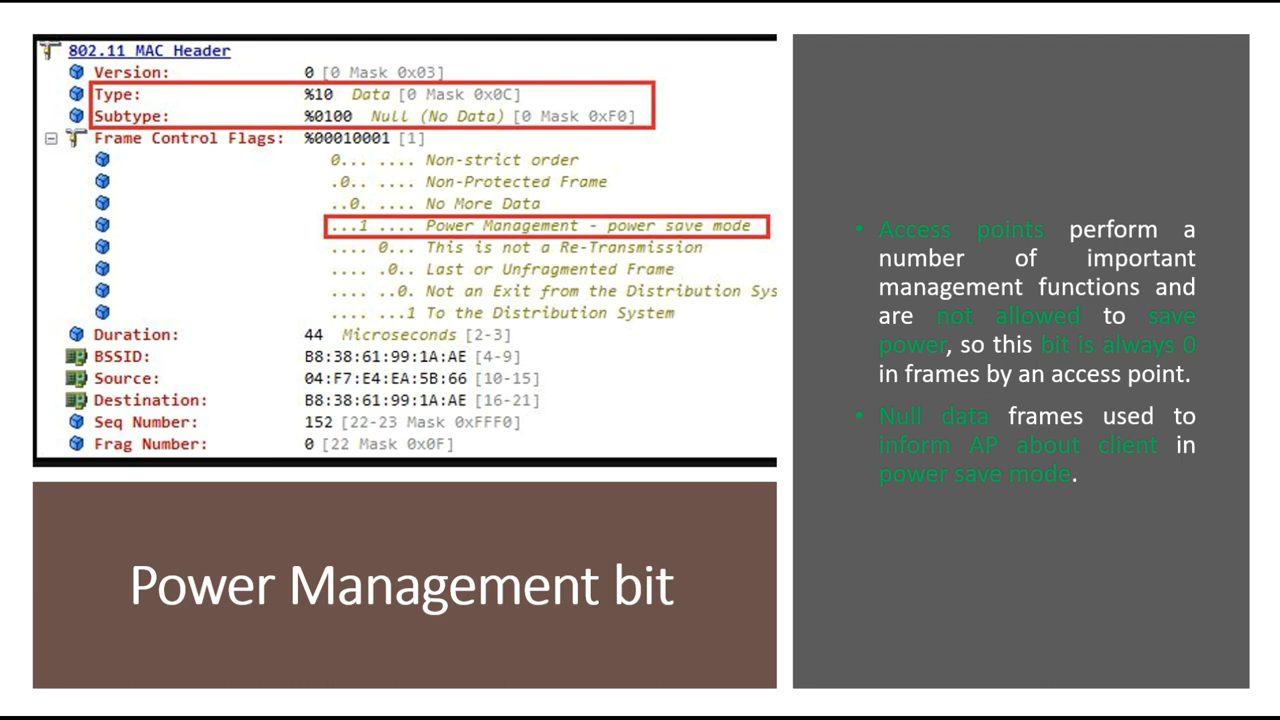 802.11 MAC Header
Version: 0 [0 Mask 0x03]
Type: %10 Data [0 Mask 0x0C]
Subtype: %0100 Null (No Data) [0 Mask 0xF0]
Frame Control Flags: %00010001 [1]
0... .... Non-strict order
.0.. .... Non-Protected Frame
..0. .... No More Data
...1 .... Power Management - power save mode
.... 0... This is not a Re-Transmission
.... .0.. Last or Unfragmented Frame
.... ..0. Not an Exit from the Distribution Sys
.... ...1 To the Distribution System
Duration: 44 Microseconds [2-3]
BSSID: B8:38:61:99:1A:AE [4-9]
Source: 04:F7:E4:EA:5B:66 [10-15]
Destination: B8:38:61:99:1A:AE [16-21]
Seq Number: 152 [22-23 Mask 0xFFF0]
Frag Number: 0 [22 Mask 0x0F]
Power Management bit
• Access points perform a
number of important
management functions and
are not allowed to save
power, so this bit is always 0
in frames by an access point.
• Null data frames used to
inform AP about client in
power save mode.